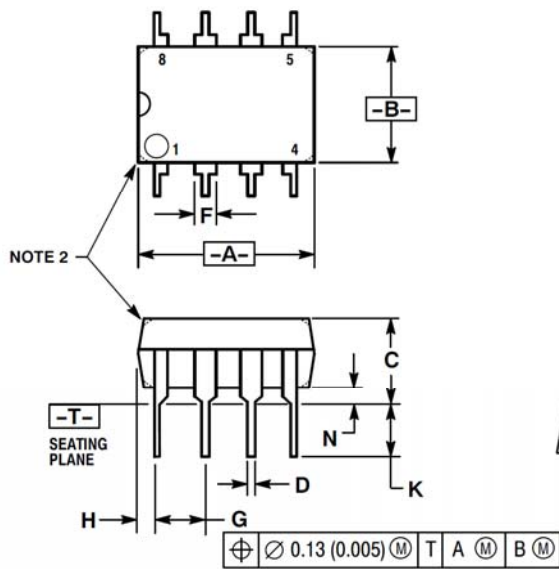 8 5
-B-
1 4
F
NOTE 2
-A-
C
-T-
N
SEATING
PLANE
D
K
H G
⌖ ∅ 0.13 (0.005) Ⓜ T A Ⓜ B Ⓜ